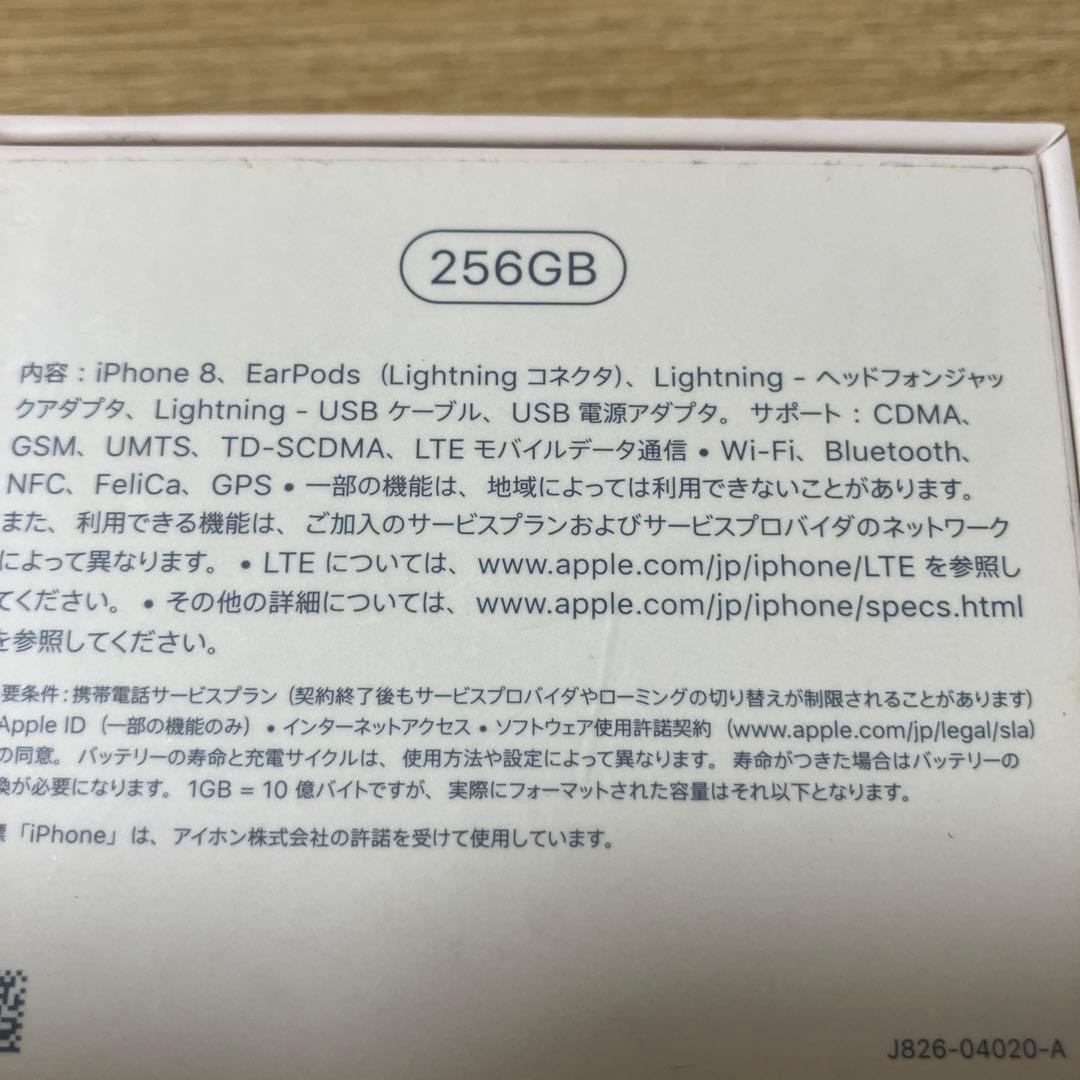 256GB
内容：iPhone 8、EarPods（Lightning コネクタ）、Lightning - ヘッドフォンジャッ
クアダプタ、Lightning - USB ケーブル、USB 電源アダプタ。サポート：CDMA、
GSM、UMTS、TD-SCDMA、LTE モバイルデータ通信 • Wi-Fi、Bluetooth、
NFC、FeliCa、GPS • 一部の機能は、地域によっては利用できないことがあります。
また、利用できる機能は、ご加入のサービスプランおよびサービスプロバイダのネットワーク
によって異なります。• LTE については、www.apple.com/jp/iphone/LTE を参照し
てください。• その他の詳細については、www.apple.com/jp/iphone/specs.html
を参照してください。
要条件：携帯電話サービスプラン（契約終了後もサービスプロバイダやローミングの切り替えが制限されることがあります）
Apple ID（一部の機能のみ）• インターネットアクセス • ソフトウェア使用許諾契約（www.apple.com/jp/legal/sla）
の同意。バッテリーの寿命と充電サイクルは、使用方法や設定によって異なります。寿命がつきた場合はバッテリーの
換が必要になります。1GB = 10 億バイトですが、実際にフォーマットされた容量はそれ以下となります。
標「iPhone」は、アイホン株式会社の許諾を受けて使用しています。
J826-04020-A